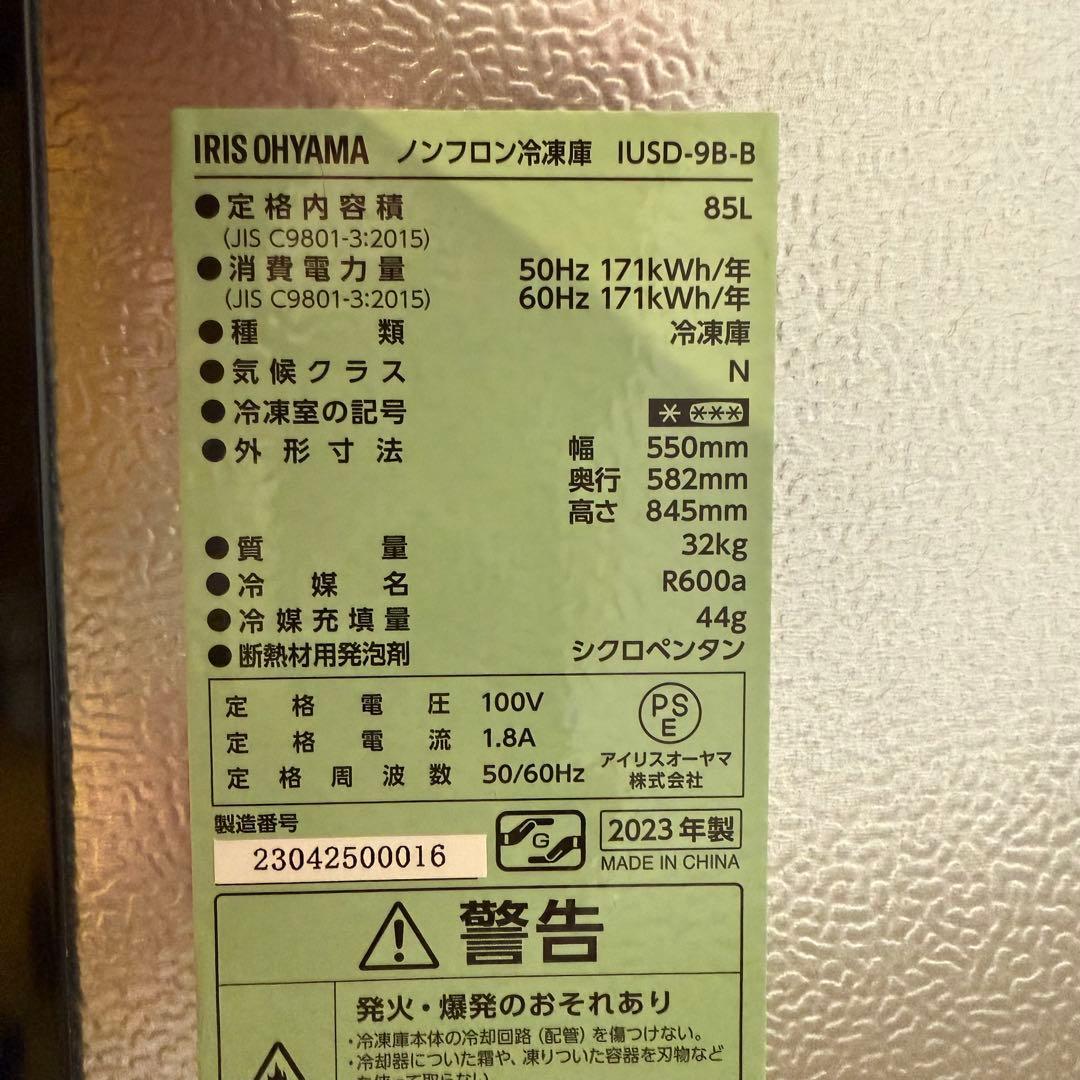 IRIS OHYAMA ノンフロン冷凍庫 IUSD-9B-B
●定格内容積 85L
(JIS C9801-3:2015)
●消費電力量 50Hz 171kWh/年
(JIS C9801-3:2015) 60Hz 171kWh/年
●種類 冷凍庫
●気候クラス N
●冷凍室の記号 * ***
●外形寸法 幅 550mm
奥行 582mm
高さ 845mm
●質量 32kg
●冷媒名 R600a
●冷媒充填量 44g
●断熱材用発泡剤 シクロペンタン
定格電圧 100V
定格電流 1.8A
定格周波数 50/60Hz
PSE
アイリスオーヤマ
株式会社
製造番号
23042500016
G
2023年製
MADE IN CHINA
警告
発火・爆発のおそれあり
・冷凍庫本体の冷却回路(配管)を傷つけない。
・冷却器についた霜や、凍りついた容器を刃物など
を使って取らない。